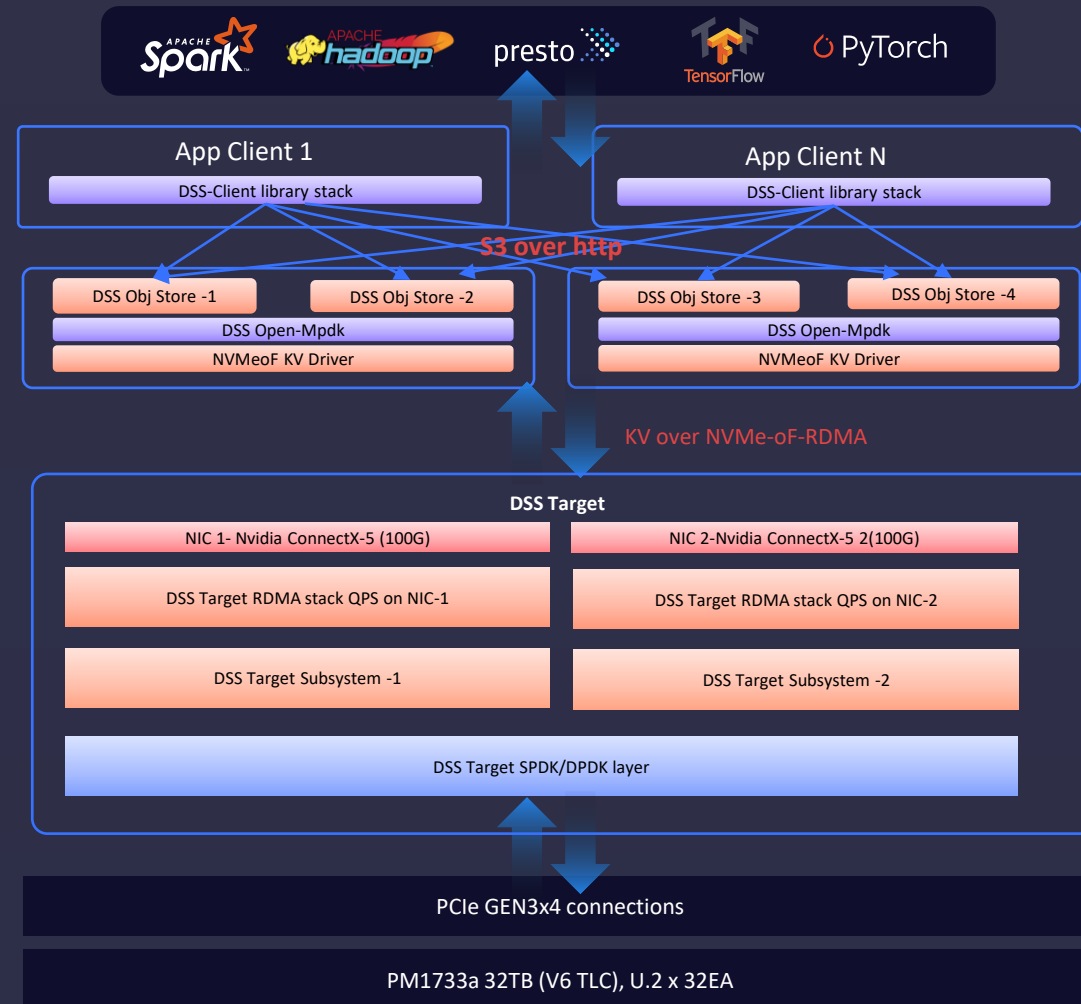 APACHE
Spark
APACHE
hadoop
presto
TensorFlow
PyTorch
App Client 1
App Client N
DSS-Client library stack
DSS-Client library stack
S3 over http
DSS Obj Store -1
DSS Obj Store -2
DSS Obj Store -3
DSS Obj Store -4
DSS Open-Mpdk
DSS Open-Mpdk
NVMeoF KV Driver
NVMeoF KV Driver
KV over NVMe-oF-RDMA
DSS Target
NIC 1- Nvidia ConnectX-5 (100G)
NIC 2-Nvidia ConnectX-5 2(100G)
DSS Target RDMA stack QPS on NIC-1
DSS Target RDMA stack QPS on NIC-2
DSS Target Subsystem -1
DSS Target Subsystem -2
DSS Target SPDK/DPDK layer
PCIe GEN3x4 connections
PM1733a 32TB (V6 TLC), U.2 x 32EA